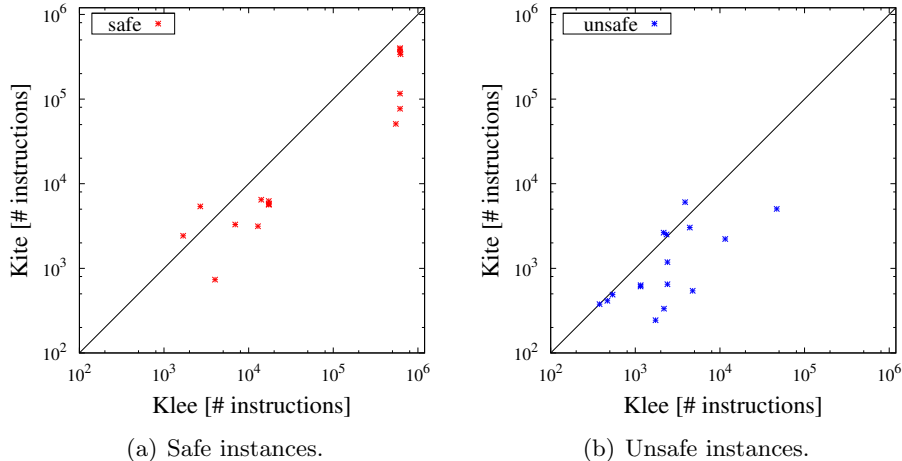 10^6
safe
10^5
10^4
10^3
10^2
Kite [# instructions]
10^2 10^3 10^4 10^5 10^6
Klee [# instructions]
(a) Safe instances.
10^6
unsafe
10^5
10^4
10^3
10^2
Kite [# instructions]
10^2 10^3 10^4 10^5 10^6
Klee [# instructions]
(b) Unsafe instances.